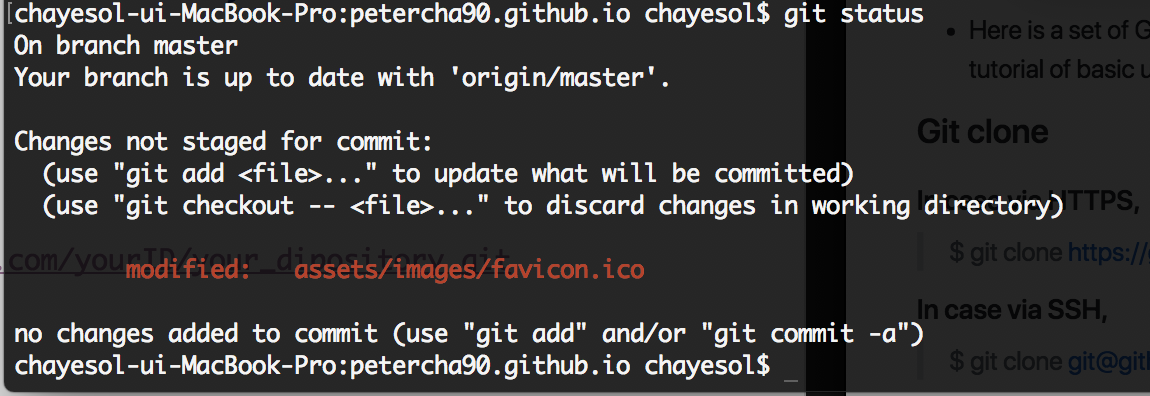 [chayesol-ui-MacBook-Pro:petercha90.github.io chayesol$ git status
On branch master
Your branch is up to date with 'origin/master'.
Changes not staged for commit:
(use "git add <file>..." to update what will be committed)
(use "git checkout -- <file>..." to discard changes in working directory)
modified: assets/images/favicon.ico
no changes added to commit (use "git add" and/or "git commit -a")
chayesol-ui-MacBook-Pro:petercha90.github.io chayesol$ _
.com/yourID/your_dipository.git
• Here is a set of
tutorial of basic
Git clone
In case via HTTPS,
$ git clone https://
In case via SSH,
$ git clone